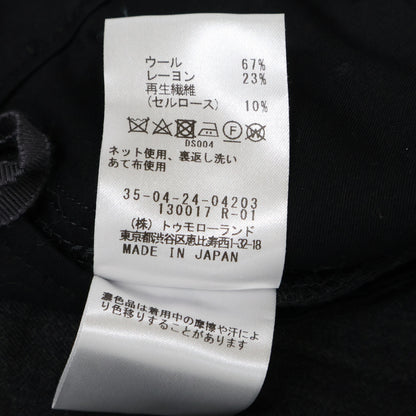 ウール 67%
レーヨン 23%
再生繊維
(セルロース) 10%
DS004
ネット使用、裏返し洗い
あて布使用
35-04-24-04203
130017 R-01
(株) トゥモローランド
東京都渋谷区恵比寿西1-32-18
MADE IN JAPAN
濃色品は着用中の摩擦や汗によ
り色移りすることがあります